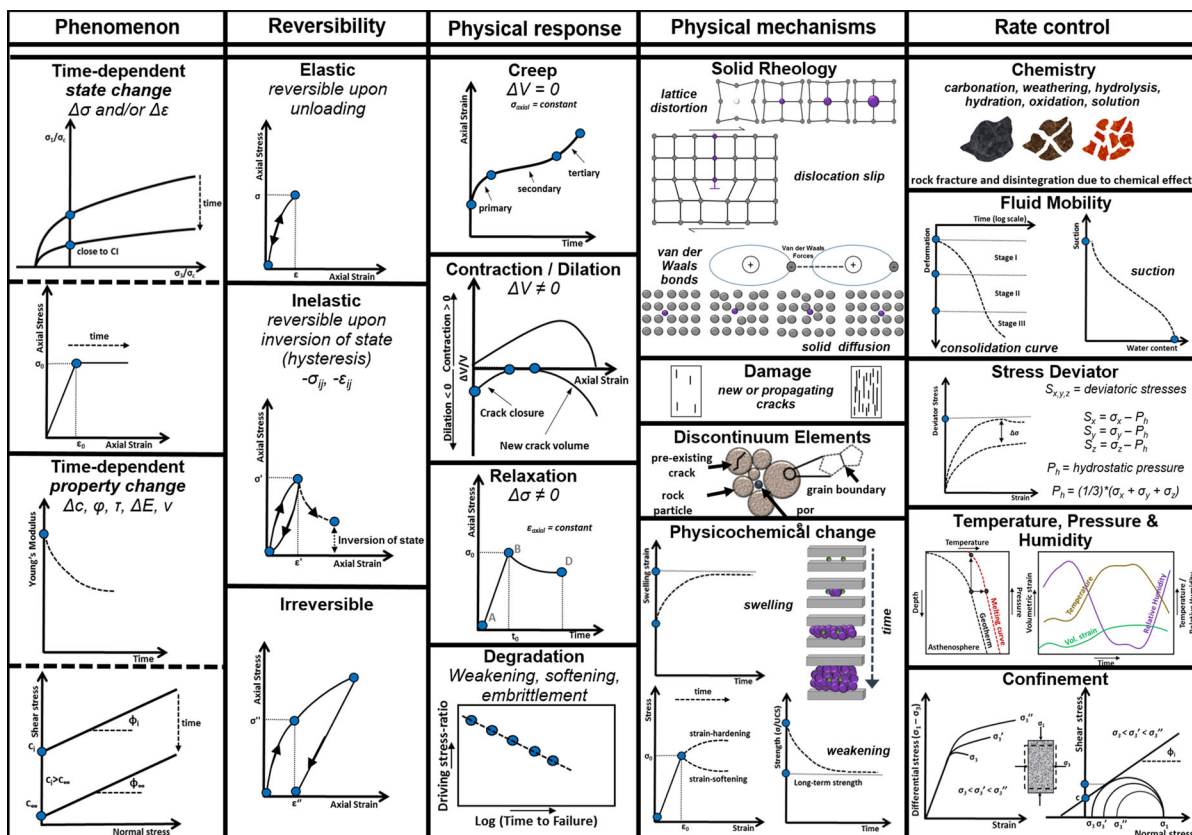 Phenomenon
Time-dependent
state change
Δσ and/or Δε
σ₁/σc
time
close to CI
σ₃/σc
Axial Stress
time
σ₀
ε₀
Axial Strain
Time-dependent
property change
Δc, φ, τ, ΔE, ν
Young's Modulus
Time
Shear stress
ϕi
time
ci
ci>c∞
c∞
ϕ∞
Normal stress
Reversibility
Elastic
reversible upon
unloading
Axial Stress
σ
ε
Axial Strain
Inelastic
reversible upon
inversion of state
(hysteresis)
-σij, -εij
Axial Stress
σ'
Inversion of state
ε'
Axial Strain
Irreversible
Axial Stress
σ''
ε''
Axial Strain
Physical response
Creep
ΔV = 0
σaxial = constant
Axial Strain
tertiary
secondary
primary
Time
Contraction / Dilation
ΔV ≠ 0
Dilation < 0 Contraction > 0
ΔV/V
Axial Strain
Crack closure
New crack volume
Relaxation
Δσ ≠ 0
εaxial = constant
Axial Stress
σ₀
B
D
A
t₀
Time
Degradation
Weakening, softening,
embrittlement
Driving stress-ratio
Log (Time to Failure)
Physical mechanisms
Solid Rheology
lattice
distortion
dislocation slip
van der
Waals
bonds
Van der Waals
Forces
+
-
+
-
solid diffusion
Damage
new or propagating
cracks
Discontinuum Elements
pre-existing
crack
rock
particle
grain boundary
por
e
Physicochemical change
Swelling strain
swelling
Time
time
Stress
time
σ₀
strain-hardening
strain-softening
ε₀
Strain
Strength (σ/UCS)
weakening
Long-term strength
Time
Rate control
Chemistry
carbonation, weathering, hydrolysis,
hydration, oxidation, solution
rock fracture and disintegration due to chemical effect
Fluid Mobility
Time (log scale)
Deformation
Stage I
Stage II
Stage III
consolidation curve
Suction
suction
Water content
Stress Deviator
Sx,y,z = deviatoric stresses
Deviator Stress
Δσ
Sx = σx – Ph
Sy = σy – Ph
Sz = σz – Ph
Ph = hydrostatic pressure
Strain
Ph = (1/3)*(σx + σy + σz)
Temperature, Pressure &
Humidity
Temperature
Depth
Pressure
Melting curve
Geotherm
Asthenosphere
Volumetric strain
Temperature
Relative Humidity
Vol. strain
Time
Temperature /
Relative Humidity
Confinement
Differential stress (σ₁ – σ₃)
σ₃''
σ₃'
σ₃
σ₃ < σ₃' < σ₃''
Strain
σ₁
σ₃
Shear stress
σ₃ < σ₃' < σ₃''
ϕi
c
σ₃ σ₃' σ₃'' σ₁
Normal stress